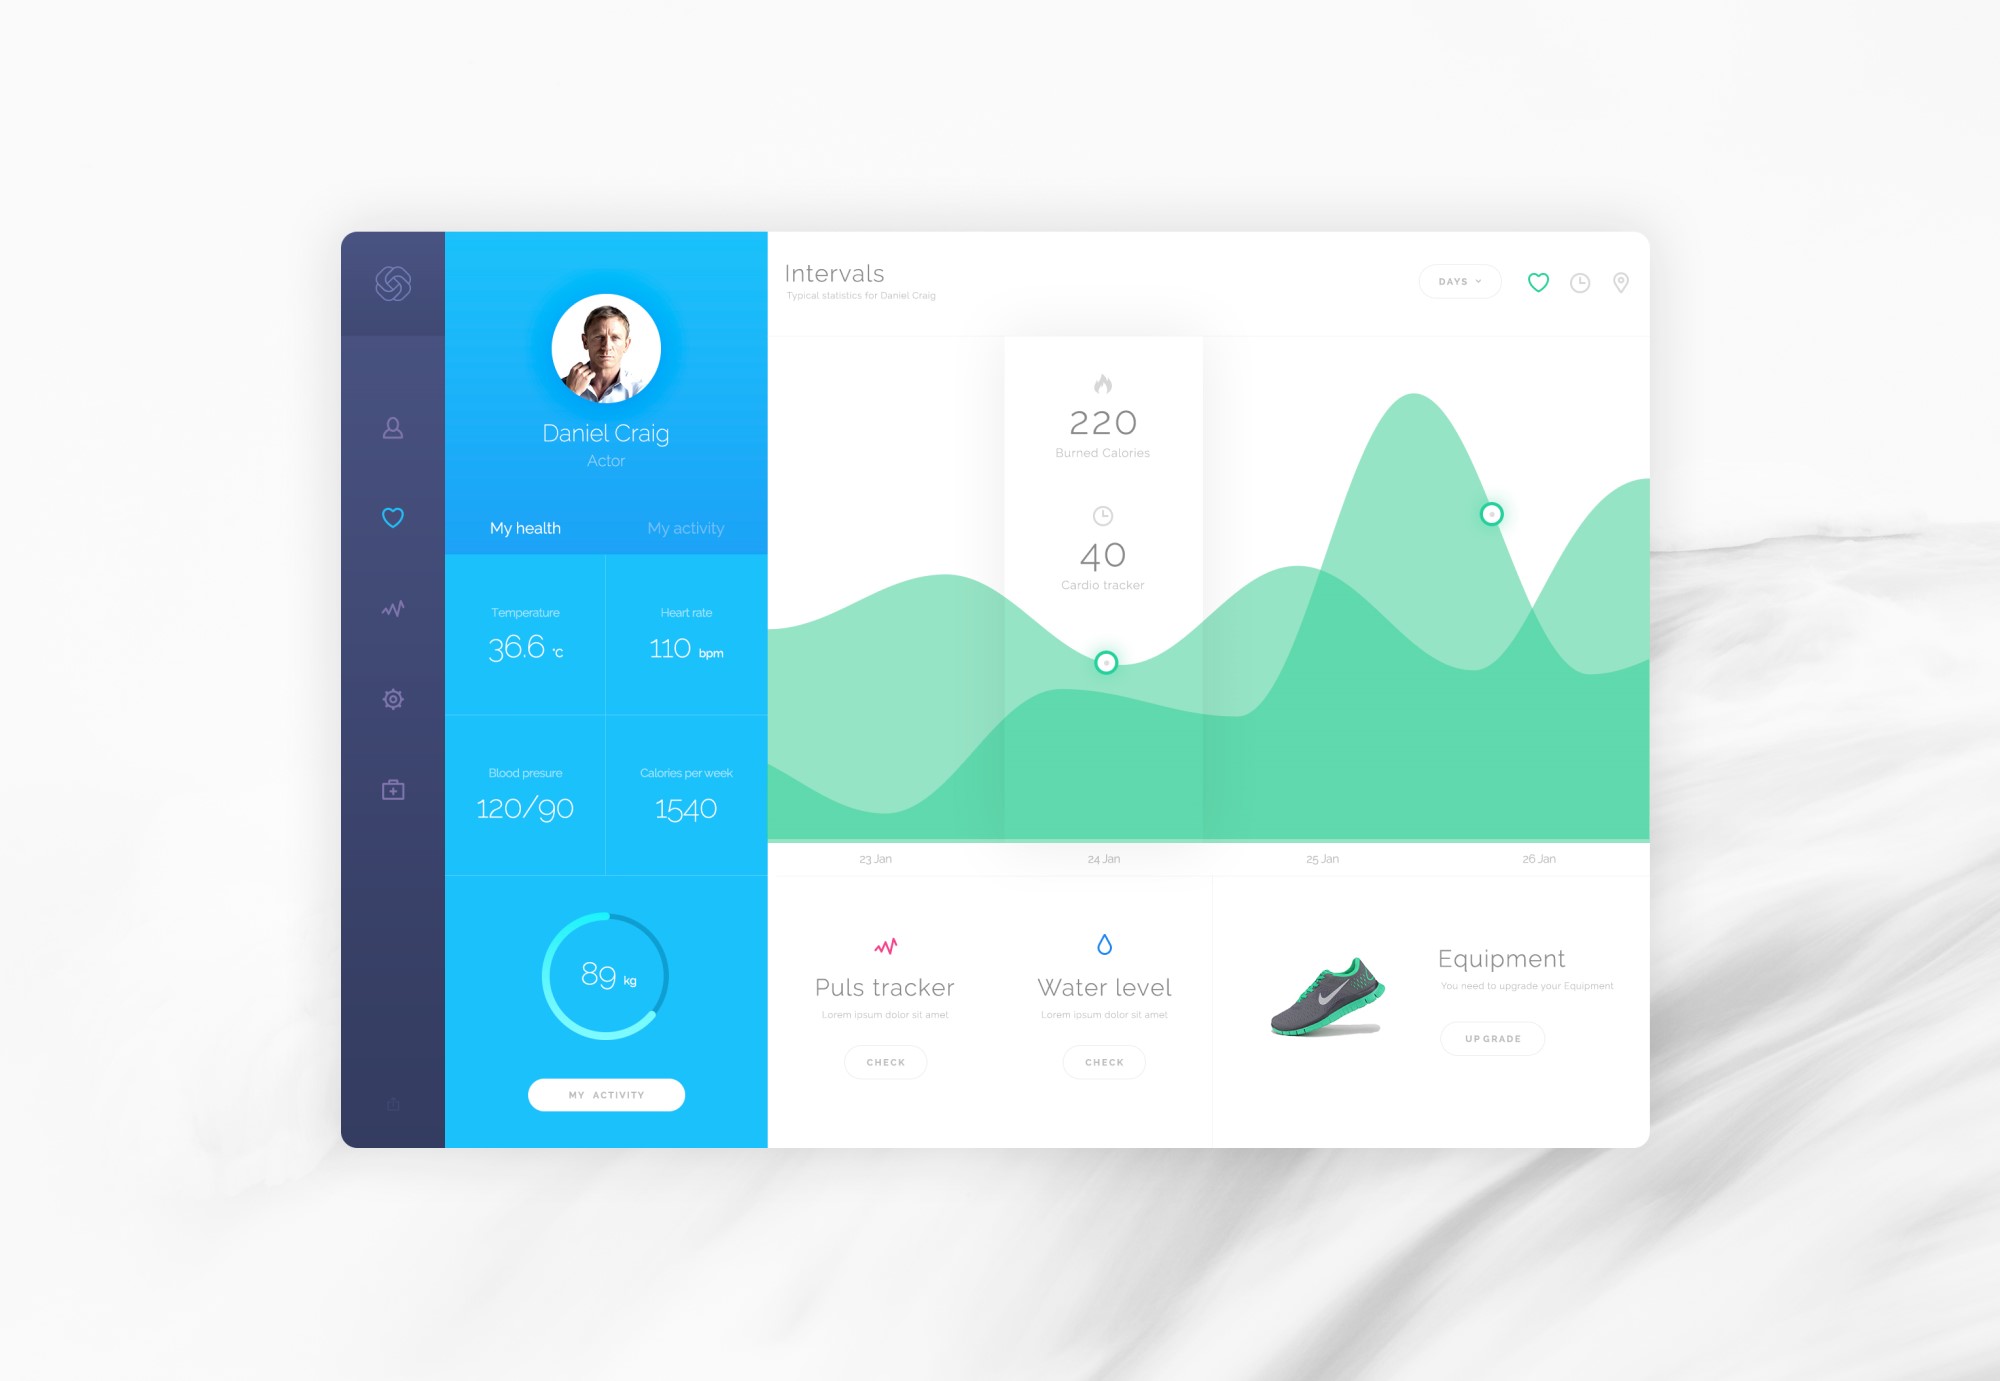 Daniel Craig
Actor
My health
My activity
Temperature
36.6 °C
Heart rate
110 bpm
Blood presure
120/90
Calories per week
1540
89 kg
MY ACTIVITY
Intervals
Typical statistics for Daniel Craig
DAYS
220
Burned Calories
40
Cardio tracker
23 Jan
24 Jan
25 Jan
26 Jan
Puls tracker
Lorem ipsum dolor sit amet
CHECK
Water level
Lorem ipsum dolor sit amet
CHECK
Equipment
You need to upgrade your Equipment
UPGRADE